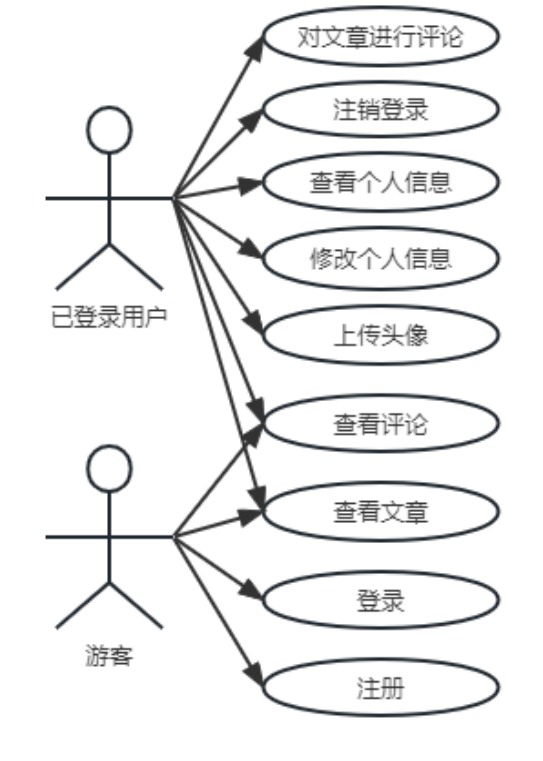 对文章进行评论
注销登录
查看个人信息
修改个人信息
已登录用户
上传头像
查看评论
查看文章
登录
游客
注册